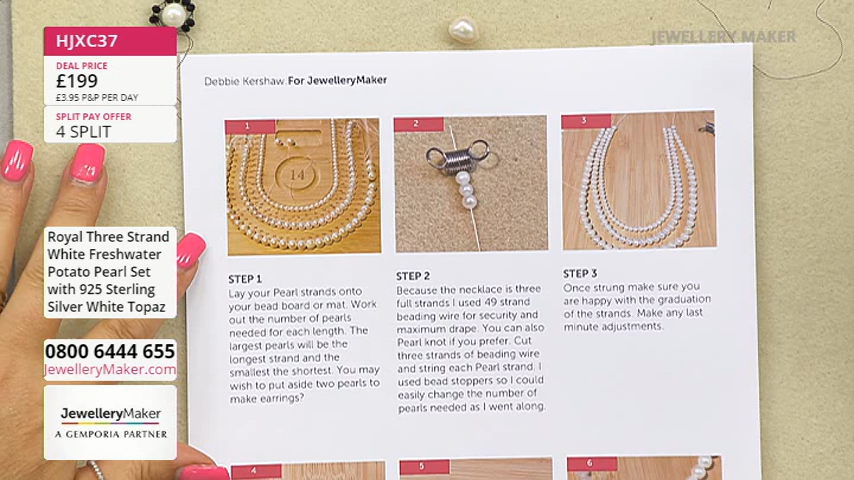 HJXC37
DEAL PRICE
£199
£3.95 P&P PER DAY
SPLIT PAY OFFER
4 SPLIT
Royal Three Strand
White Freshwater
Potato Pearl Set
with 925 Sterling
Silver White Topaz
0800 6444 655
JewelleryMaker.com
JewelleryMaker
A GEMPORIA PARTNER
JEWELLERY MAKER
Debbie Kershaw For JewelleryMaker
1
14
2
3
STEP 1
Lay your Pearl strands onto
your bead board or mat. Work
out the number of pearls
needed for each length. The
largest pearls will be the
longest strand and the
smallest the shortest. You may
wish to put aside two pearls to
make earrings?
STEP 2
Because the necklace is three
full strands I used 49 strand
beading wire for security and
maximum drape. You can also
Pearl knot if you prefer. Cut
three strands of beading wire
and string each Pearl strand. I
used bead stoppers so I could
easily change the number of
pearls needed as I went along.
STEP 3
Once strung make sure you
are happy with the graduation
of the strands. Make any last
minute adjustments.
4
5
6